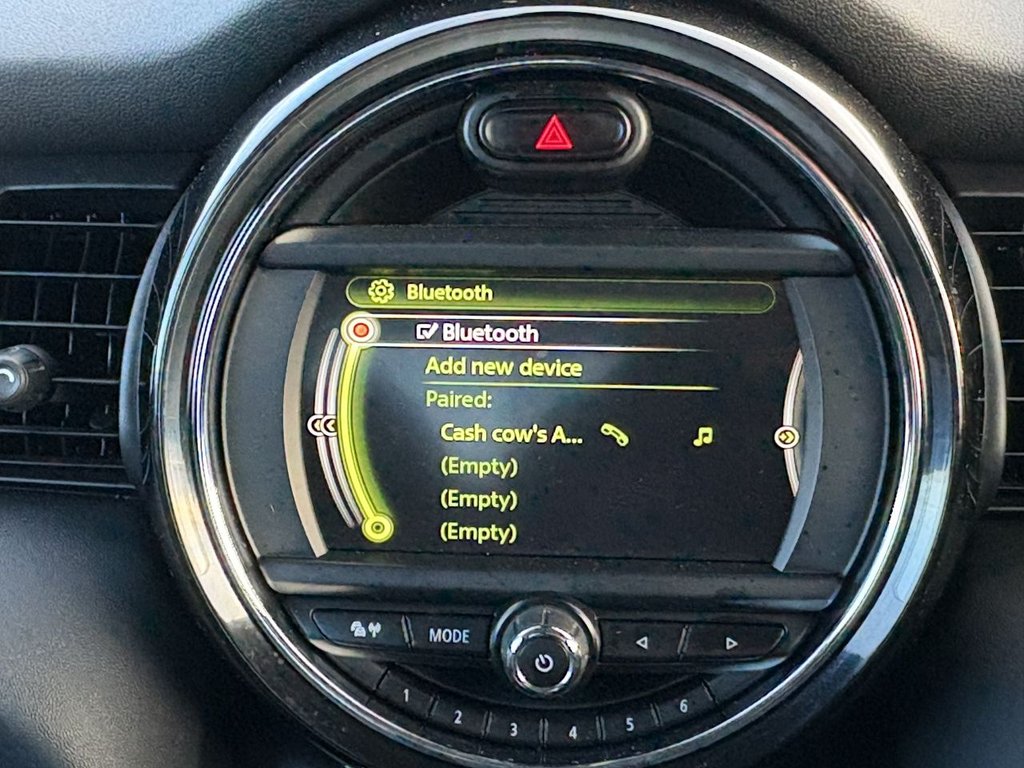 Bluetooth
Bluetooth
Add new device
Paired:
Cash cow's A...
(Empty)
(Empty)
(Empty)
MODE
1 2 3 4 5 6